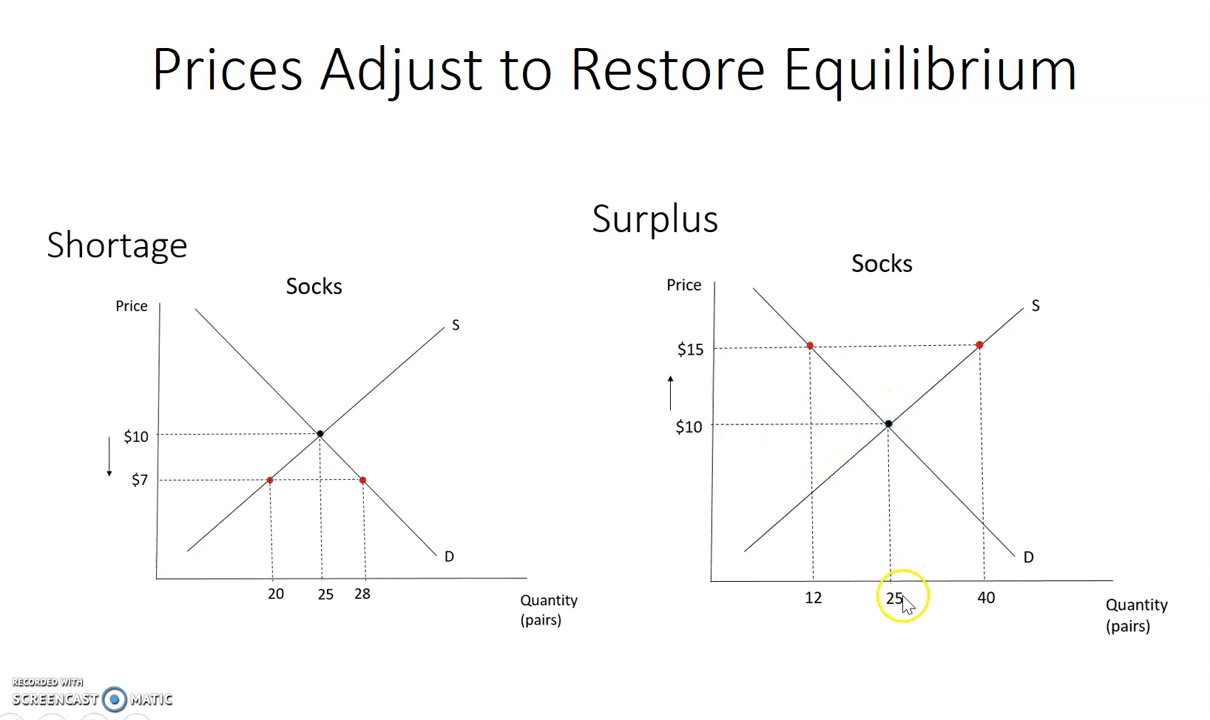 Prices Adjust to Restore Equilibrium
Shortage
Socks
Price
S
$10
$7
D
20 25 28
Quantity
(pairs)
Surplus
Socks
Price
S
$15
$10
D
12 25 40
Quantity
(pairs)
RECORDED WITH
SCREENCAST MATIC